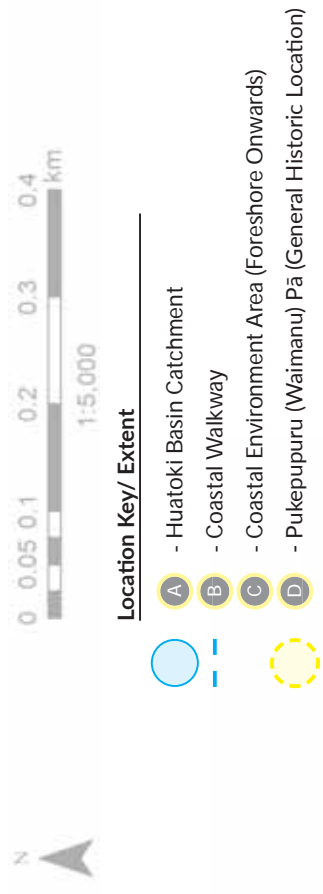 N
0 0.05 0.1 0.2 0.3 0.4
km
1:5,000
Location Key/ Extent
A - Huatoki Basin Catchment
B - Coastal Walkway
C - Coastal Environment Area (Foreshore Onwards)
D - Pukepupuru (Waimanu) Pā (General Historic Location)